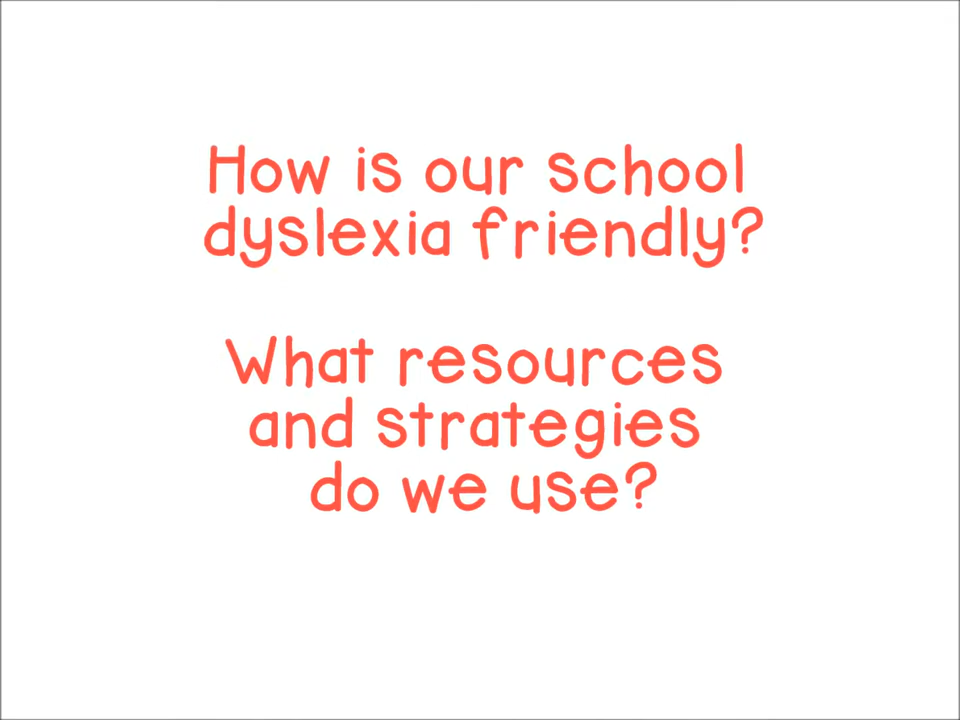 How is our school
dyslexia friendly?
What resources
and strategies
do we use?